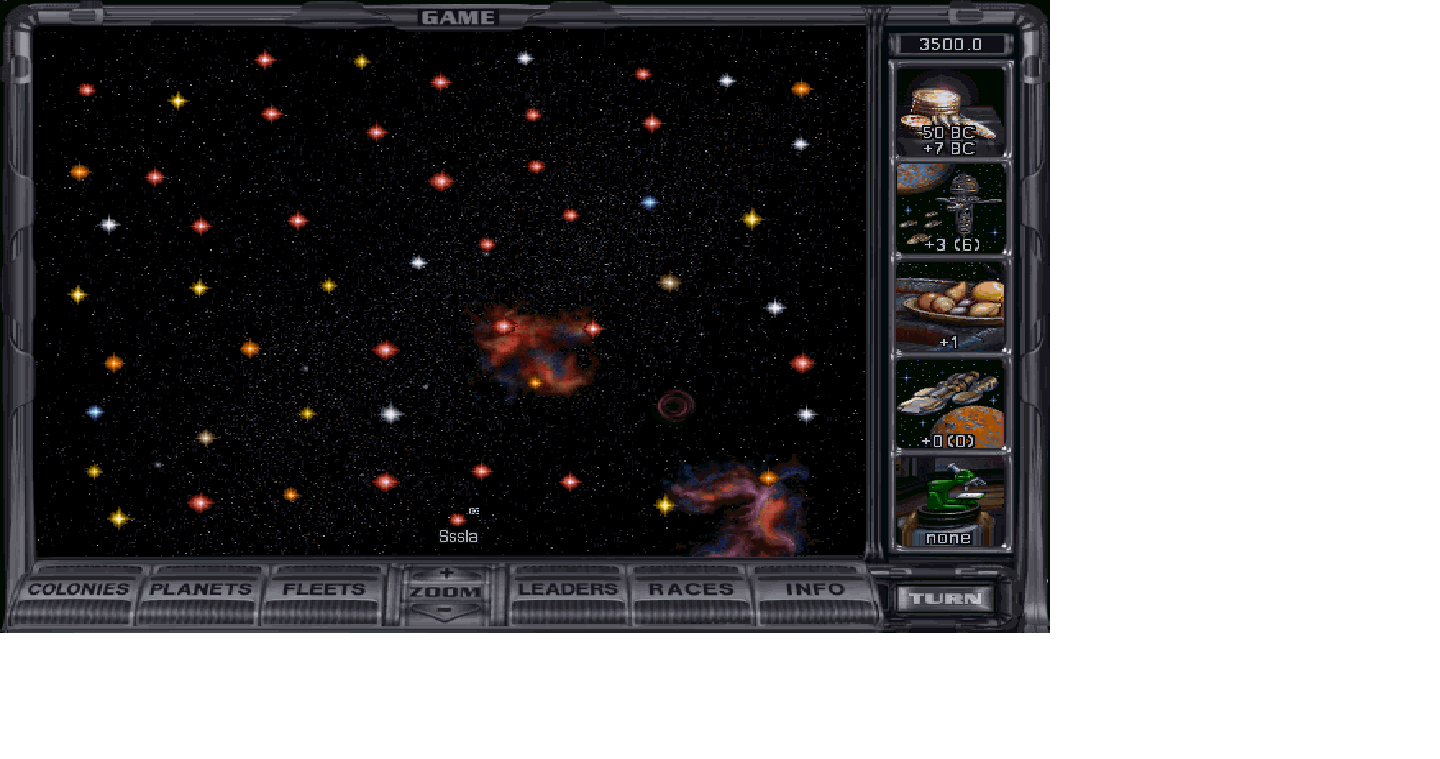 GAME
3500.0
50 BC
+7 BC
+3 (6)
+1
+0 (0)
none
Sssla
COLONIES
PLANETS
FLEETS
+
ZOOM
-
LEADERS
RACES
INFO
TURN